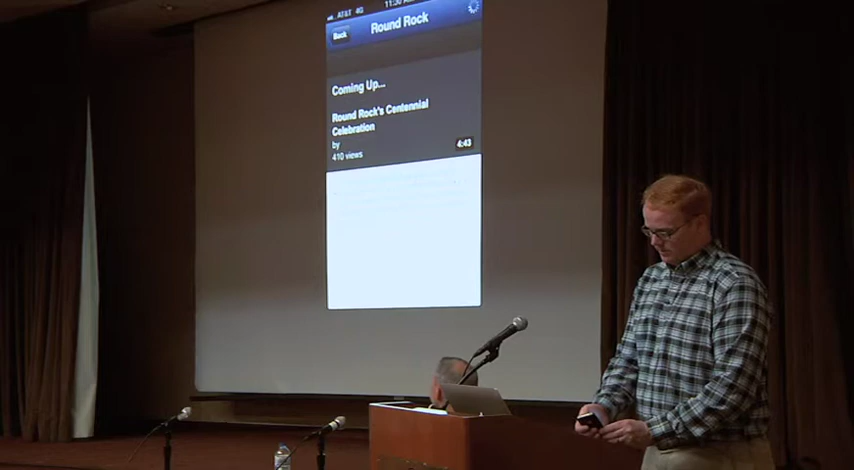 AT&T 4G
Back
Round Rock
Coming Up...
Round Rock's Centennial
Celebration
by
410 views
4:43